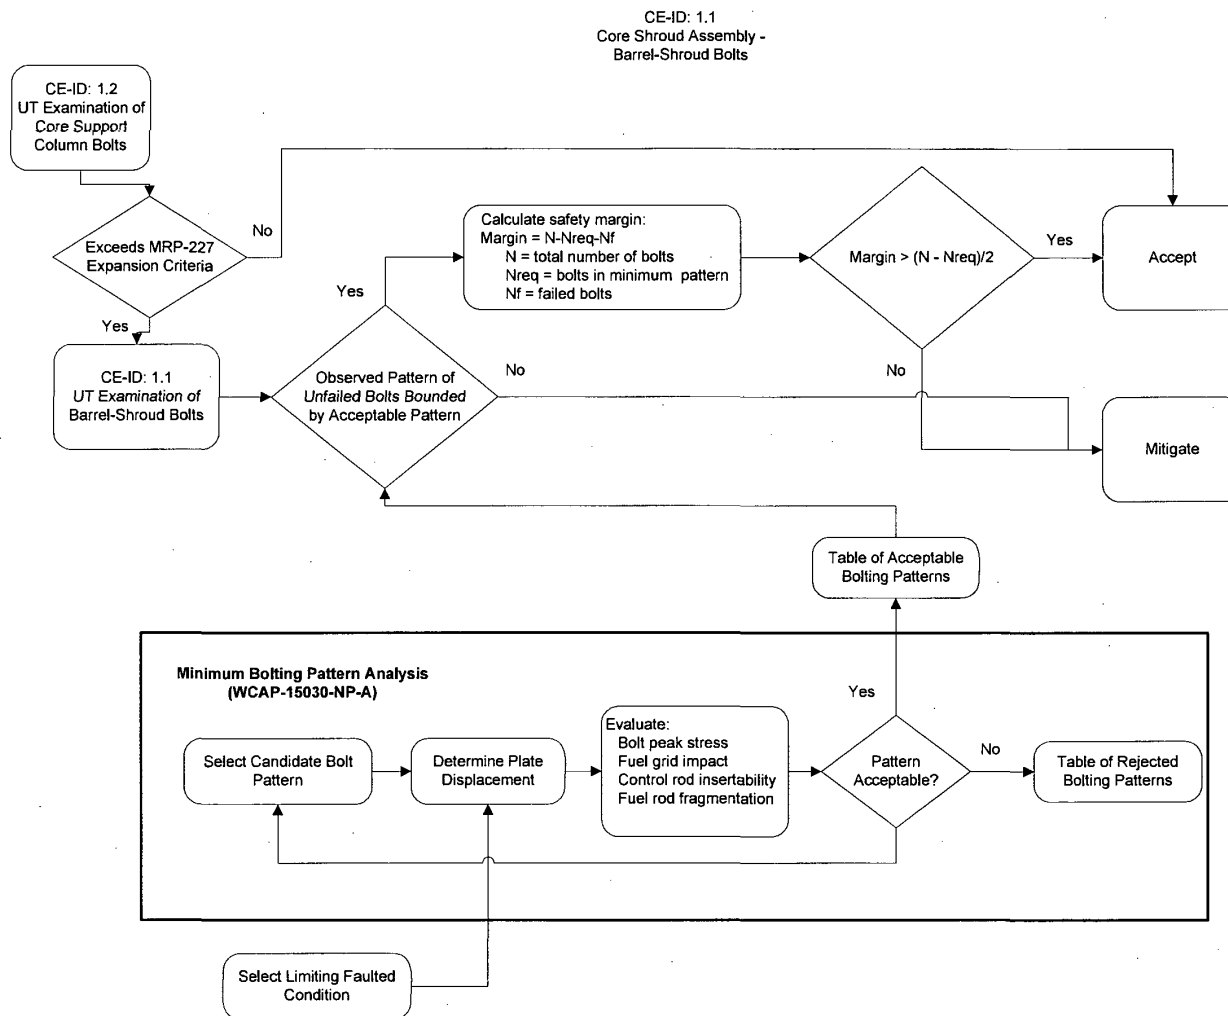 CE-ID: 1.1
Core Shroud Assembly -
Barrel-Shroud Bolts
CE-ID: 1.2
UT Examination of
Core Support
Column Bolts
Exceeds MRP-227
Expansion Criteria
No
Yes
CE-ID: 1.1
UT Examination of
Barrel-Shroud Bolts
Observed Pattern of
Unfailed Bolts Bounded
by Acceptable Pattern
Yes
No
Calculate safety margin:
Margin = N-Nreq-Nf
N = total number of bolts
Nreq = bolts in minimum pattern
Nf = failed bolts
Margin > (N - Nreq)/2
Yes
No
Accept
Mitigate
Table of Acceptable
Bolting Patterns
Minimum Bolting Pattern Analysis
(WCAP-15030-NP-A)
Select Candidate Bolt
Pattern
Determine Plate
Displacement
Evaluate:
Bolt peak stress
Fuel grid impact
Control rod insertability
Fuel rod fragmentation
Pattern
Acceptable?
Yes
No
Table of Rejected
Bolting Patterns
Select Limiting Faulted
Condition